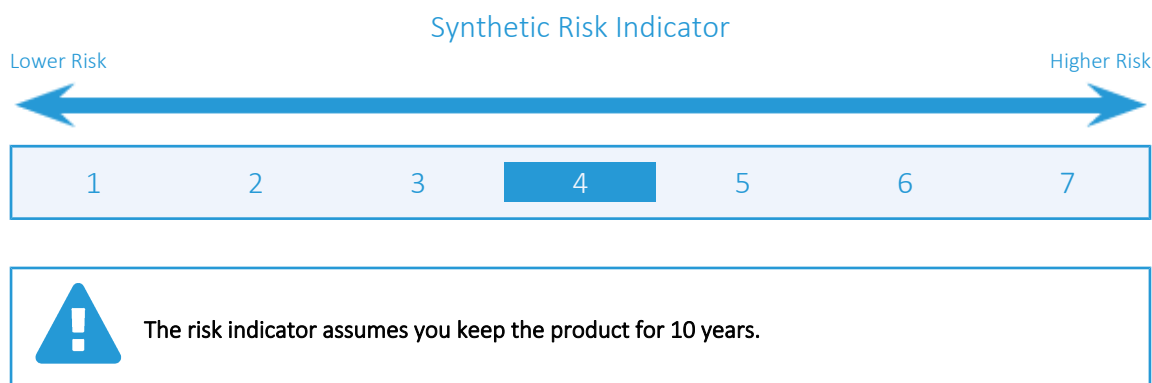 Synthetic Risk Indicator
Lower Risk Higher Risk
1 2 3 4 5 6 7
The risk indicator assumes you keep the product for 10 years.